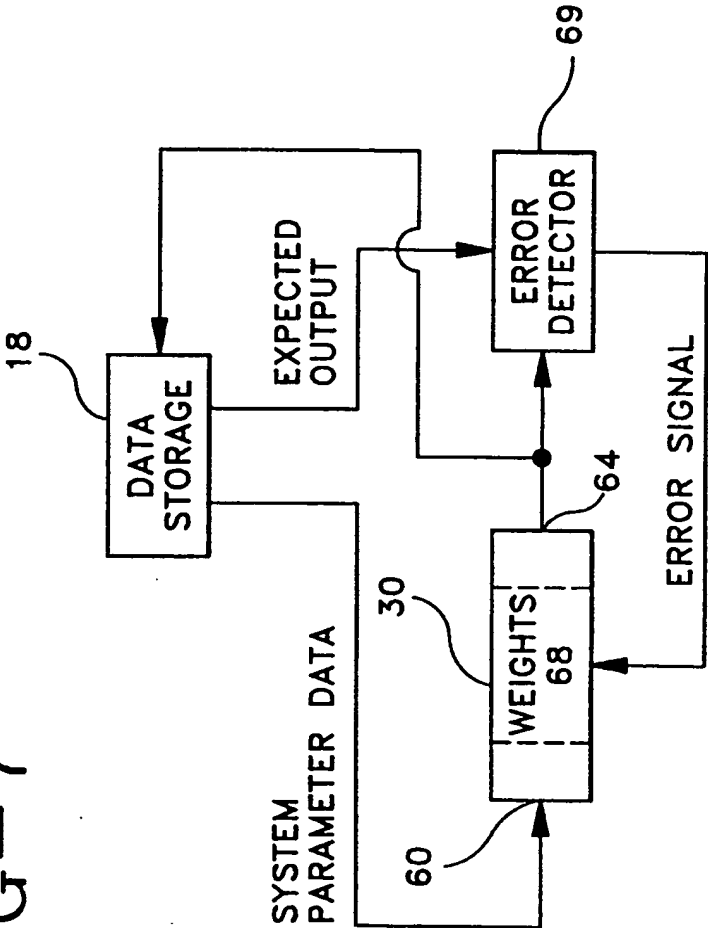 18
DATA
STORAGE
EXPECTED
OUTPUT
SYSTEM
PARAMETER DATA
30
60
WEIGHTS
68
64
ERROR
DETECTOR
69
ERROR SIGNAL